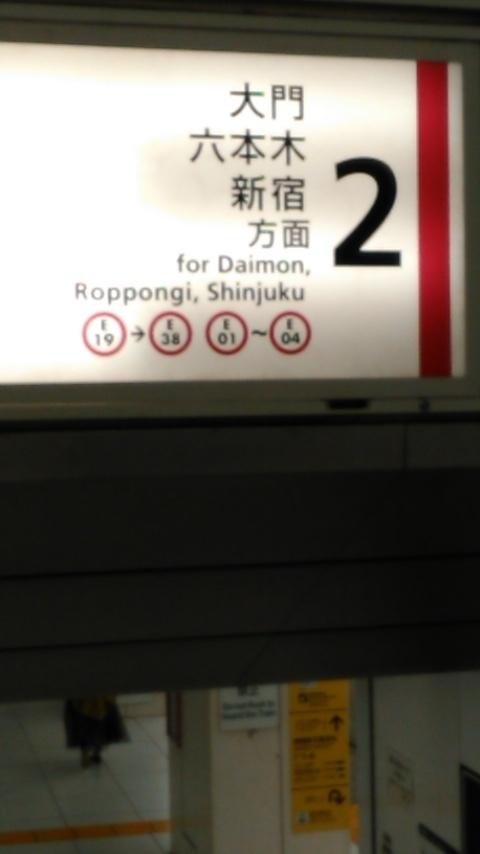 大門
六本木
新宿
方面
2
for Daimon,
Roppongi, Shinjuku
E 19 → E 38 E 01 ~ E 04